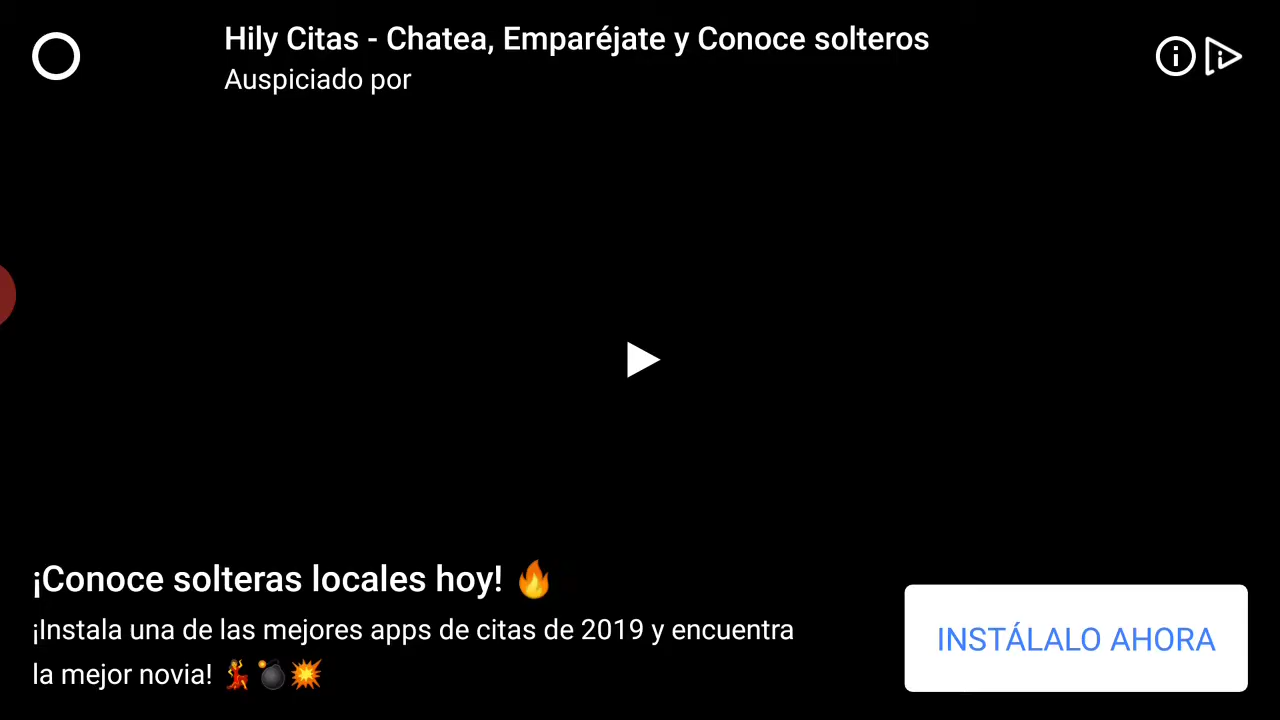 Hily Citas - Chatea, Emparéjate y Conoce solteros
Auspiciado por
¡Conoce solteras locales hoy! 🔥
¡Instala una de las mejores apps de citas de 2019 y encuentra
la mejor novia! 💃💣💥
INSTÁLALO AHORA